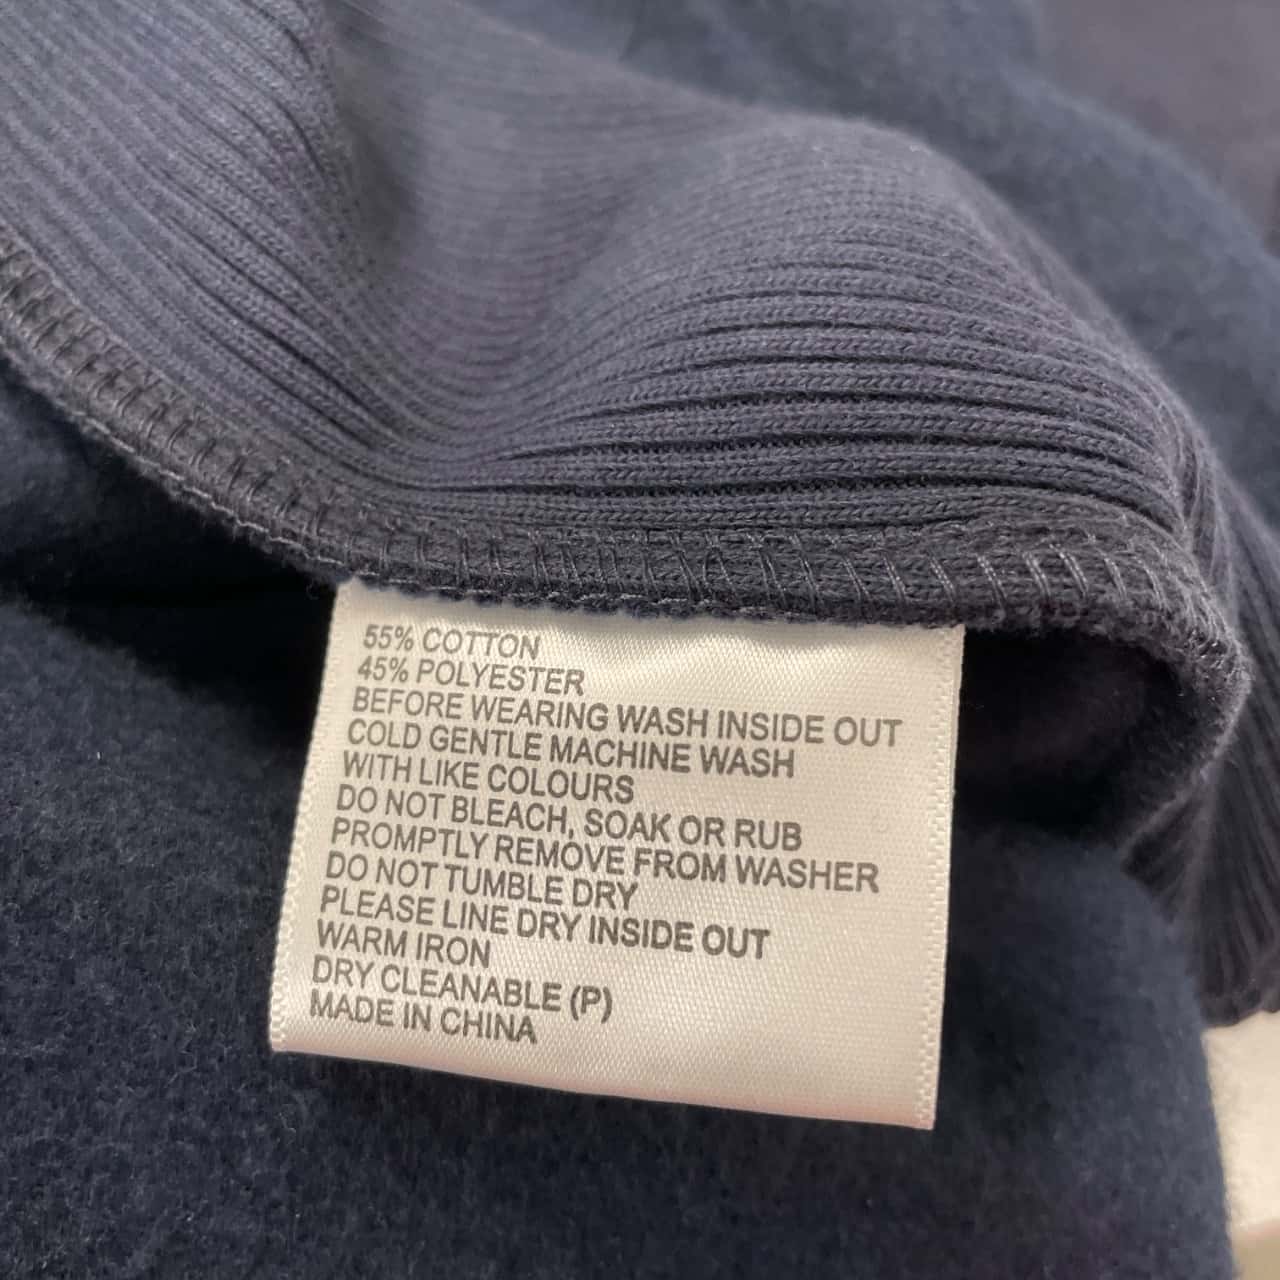 55% COTTON
45% POLYESTER
BEFORE WEARING WASH INSIDE OUT
COLD GENTLE MACHINE WASH
WITH LIKE COLOURS
DO NOT BLEACH, SOAK OR RUB
PROMPTLY REMOVE FROM WASHER
DO NOT TUMBLE DRY
PLEASE LINE DRY INSIDE OUT
WARM IRON
DRY CLEANABLE (P)
MADE IN CHINA